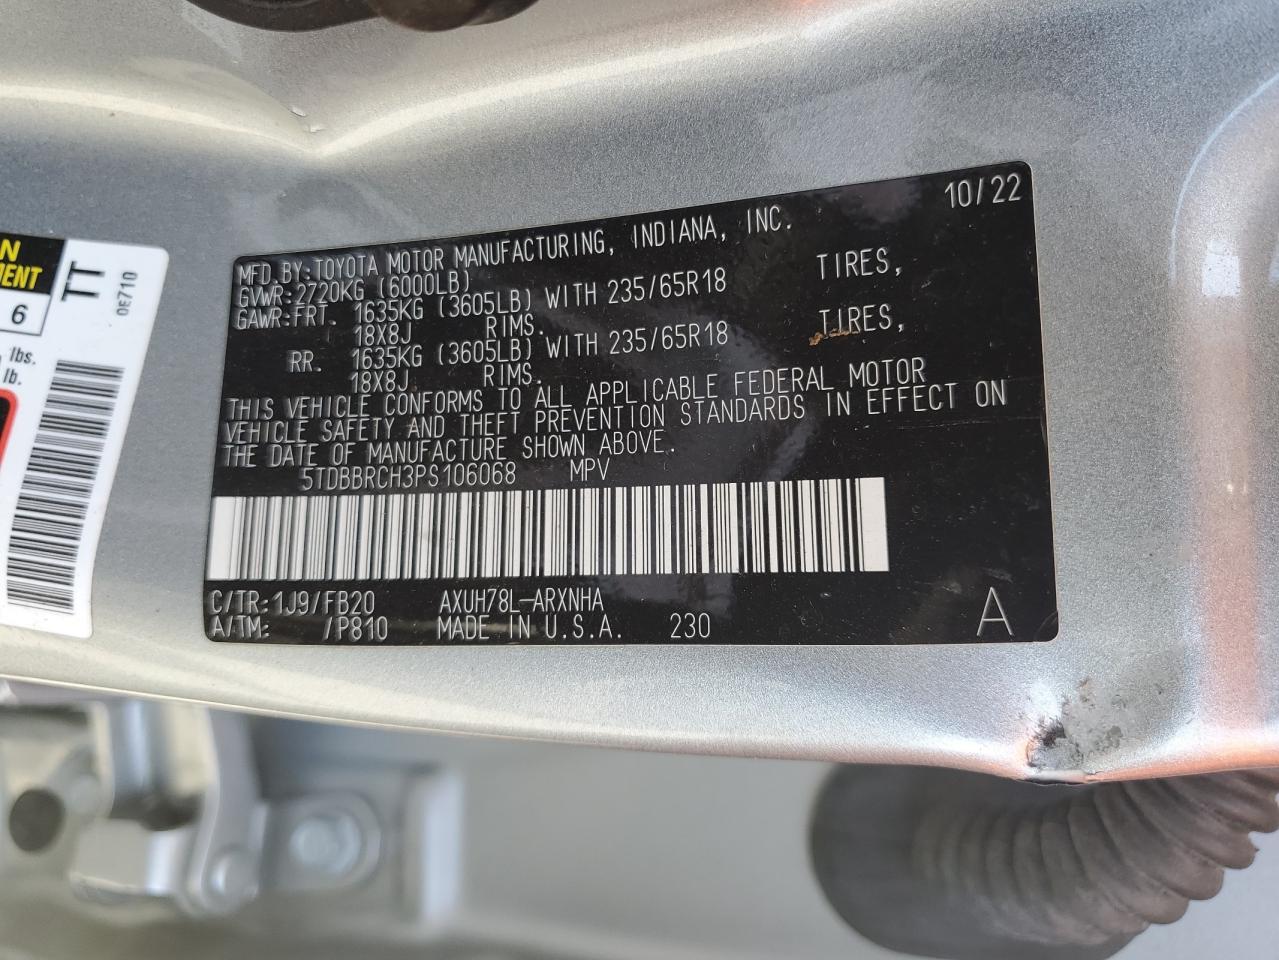 N
MENT
TT
0E710
6
lbs.
lb.
10/22
MFD.BY:TOYOTA MOTOR MANUFACTURING, INDIANA, INC.
GVWR:2720KG (6000LB)
GAWR:FRT. 1635KG (3605LB) WITH 235/65R18 TIRES,
18X8J RIMS.
RR. 1635KG (3605LB) WITH 235/65R18 TIRES,
18X8J RIMS.
THIS VEHICLE CONFORMS TO ALL APPLICABLE FEDERAL MOTOR
VEHICLE SAFETY AND THEFT PREVENTION STANDARDS IN EFFECT ON
THE DATE OF MANUFACTURE SHOWN ABOVE.
5TDBBRCH3PS106068 MPV
C/TR:1J9/FB20 AXUH78L-ARXNHA
A/TM: /P810 MADE IN U.S.A. 230 A